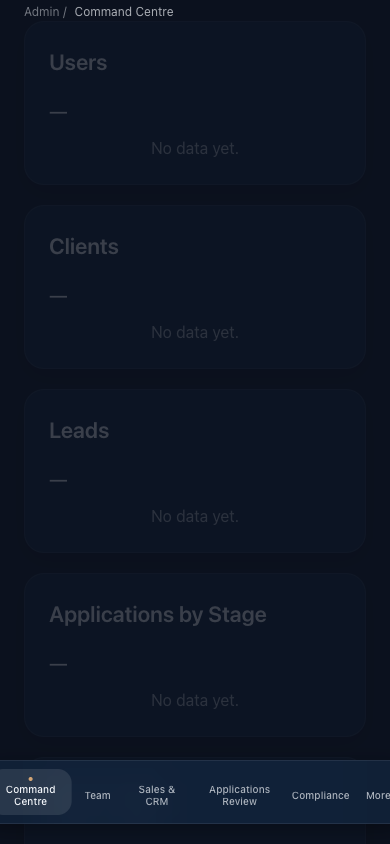 Admin / Command Centre
Users
—
No data yet.
Clients
—
No data yet.
Leads
—
No data yet.
Applications by Stage
—
No data yet.
Command
Centre
Team
Sales &
CRM
Applications
Review
Compliance
More